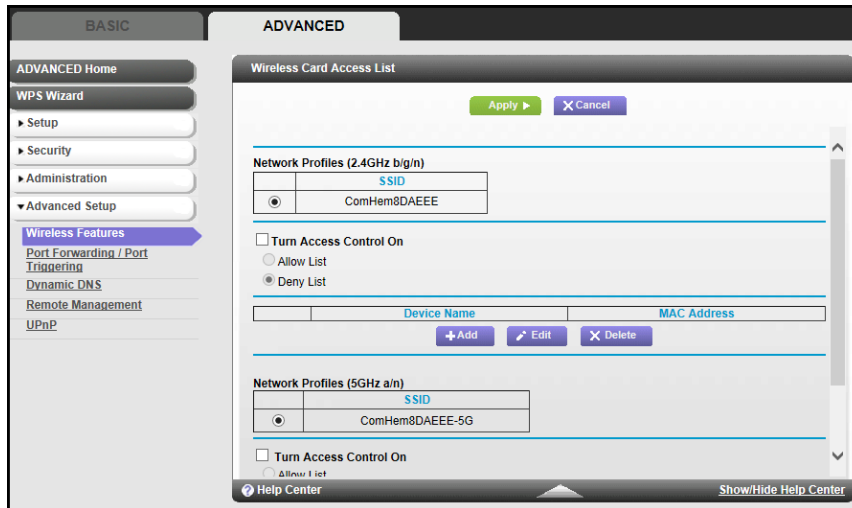 BASIC
ADVANCED
ADVANCED Home
WPS Wizard
Setup
Security
Administration
Advanced Setup
Wireless Features
Port Forwarding / Port
Triggering
Dynamic DNS
Remote Management
UPnP
Wireless Card Access List
Apply
Cancel
Network Profiles (2.4GHz b/g/n)
SSID
ComHem8DAEEE
Turn Access Control On
Allow List
Deny List
Device Name MAC Address
Add Edit Delete
Network Profiles (5GHz a/n)
SSID
ComHem8DAEEE-5G
Turn Access Control On
Allow List
Help Center
Show/Hide Help Center